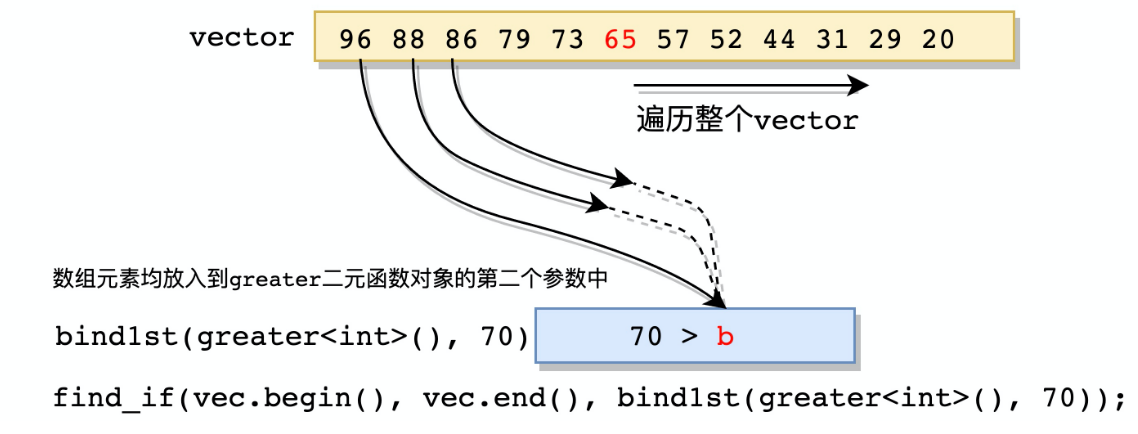 vector 96 88 86 79 73 65 57 52 44 31 29 20
遍历整个vector
数组元素均放入到greater二元函数对象的第二个参数中
bind1st(greater<int>(), 70) 70 > b
find_if(vec.begin(), vec.end(), bind1st(greater<int>(), 70));